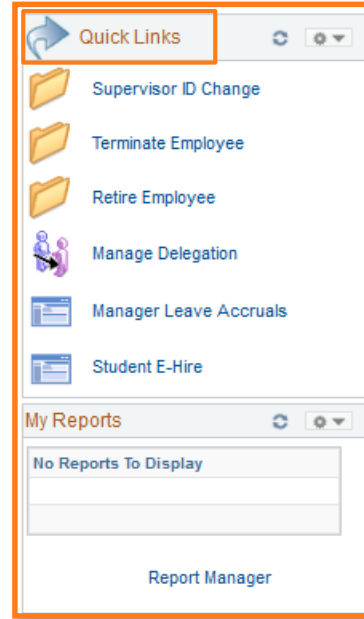 Quick Links
Supervisor ID Change
Terminate Employee
Retire Employee
Manage Delegation
Manager Leave Accruals
Student E-Hire
My Reports
No Reports To Display
Report Manager